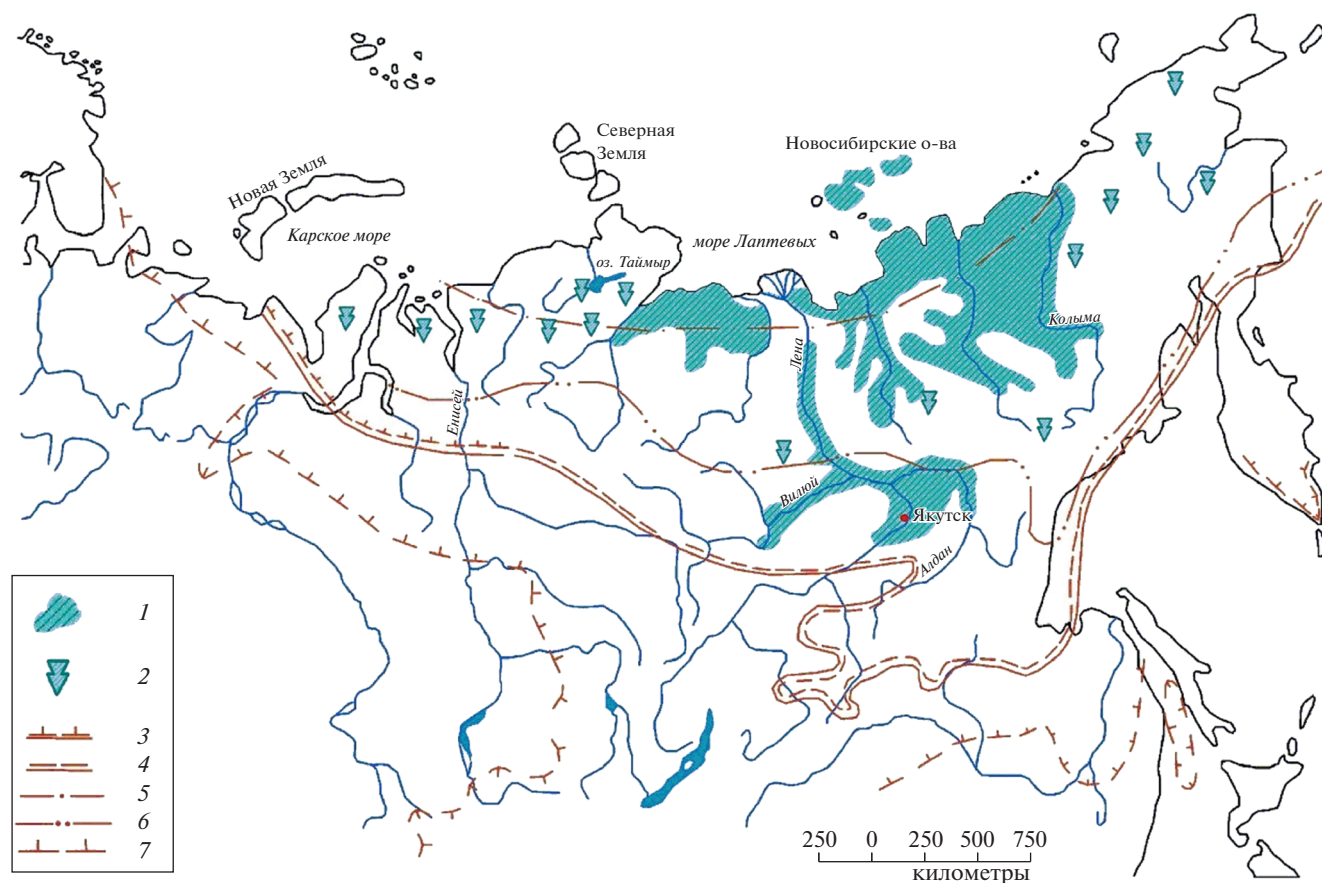 Северная
Земля
Новосибирские о-ва
Новая Земля
Карское море
море Лаптевых
оз. Таймыр
Колыма
Лена
Енисей
Вилюй
Якутск
Алдан
1
2
3
4
5
6
7
250 0 250 500 750
километры